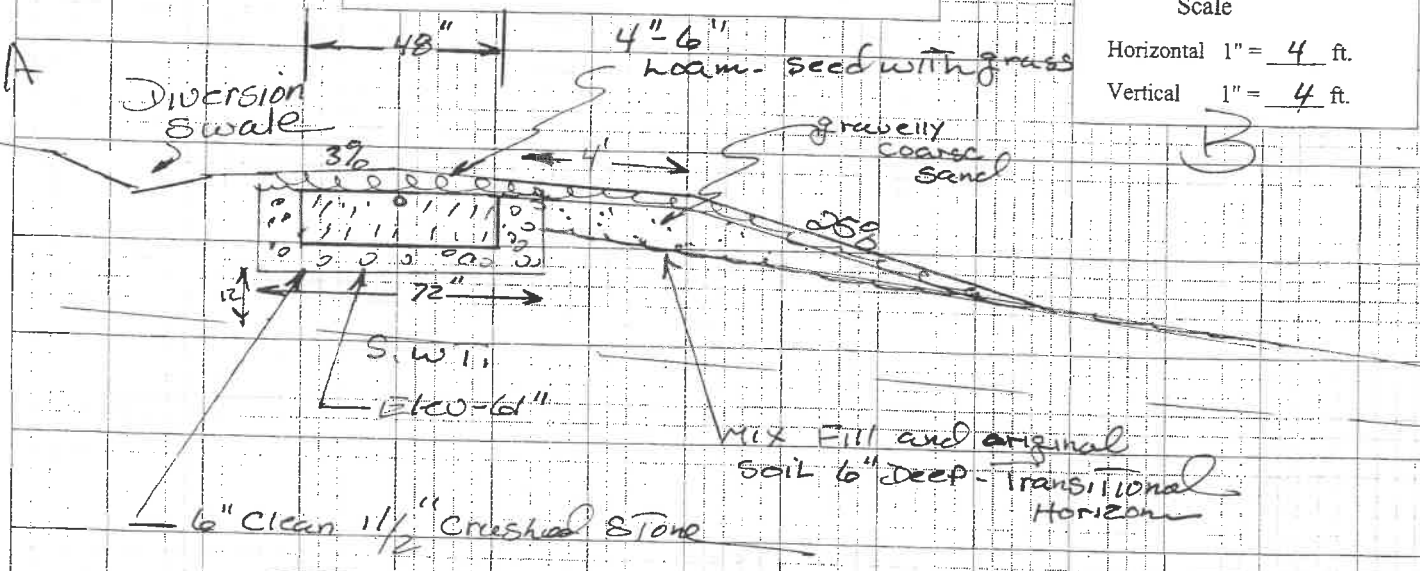 Scale
Horizontal 1" = 4 ft.
Vertical 1" = 4 ft.
A
48"
4"-6"
Loam- seed with grass
Diversion
Swale
B
gravelly
coarse
sand
3%
4'
25%
12"
72"
S.W.T.
Elev-61"
Mix Fill and original
Soil 6" Deep - Transitional
Horizon
6" Clean 1 1/2" Crushed Stone